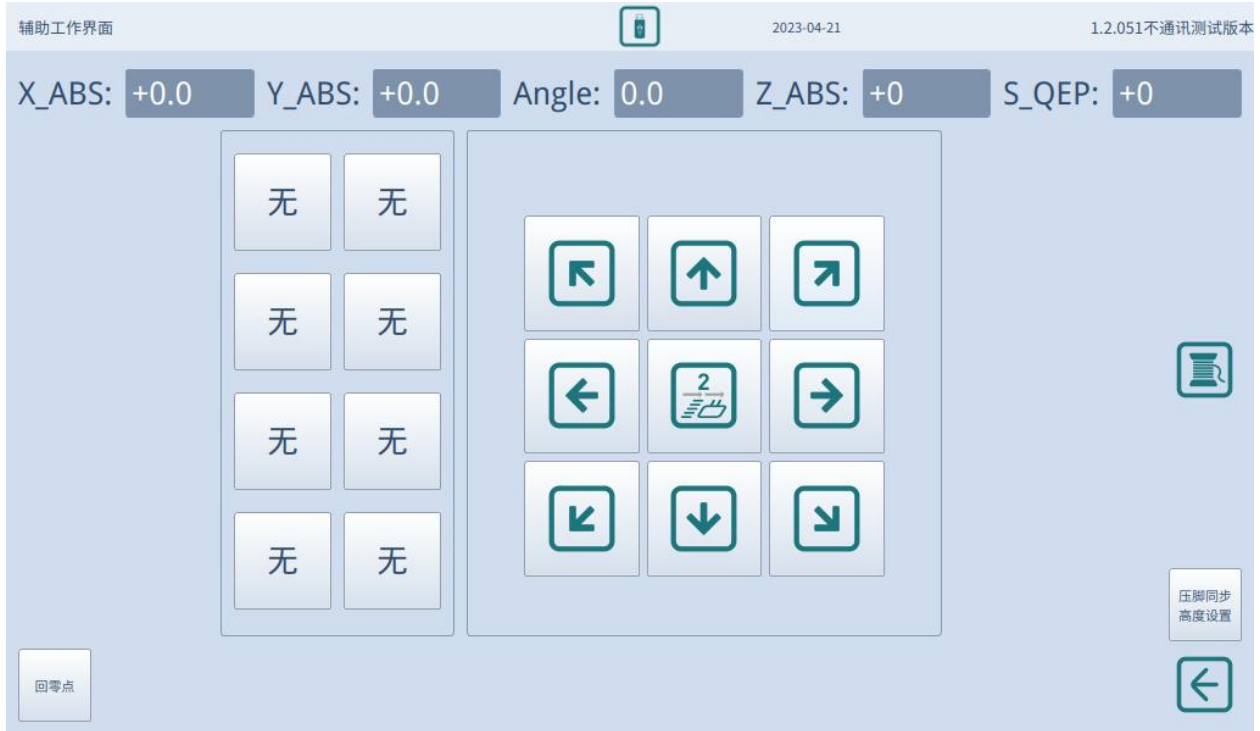 辅助工作界面 2023-04-21 1.2.051不通讯测试版本
X_ABS: +0.0 Y_ABS: +0.0 Angle: 0.0 Z_ABS: +0 S_QEP: +0
无 无
无 无
2
无 无
无 无
压脚同步
高度设置
回零点